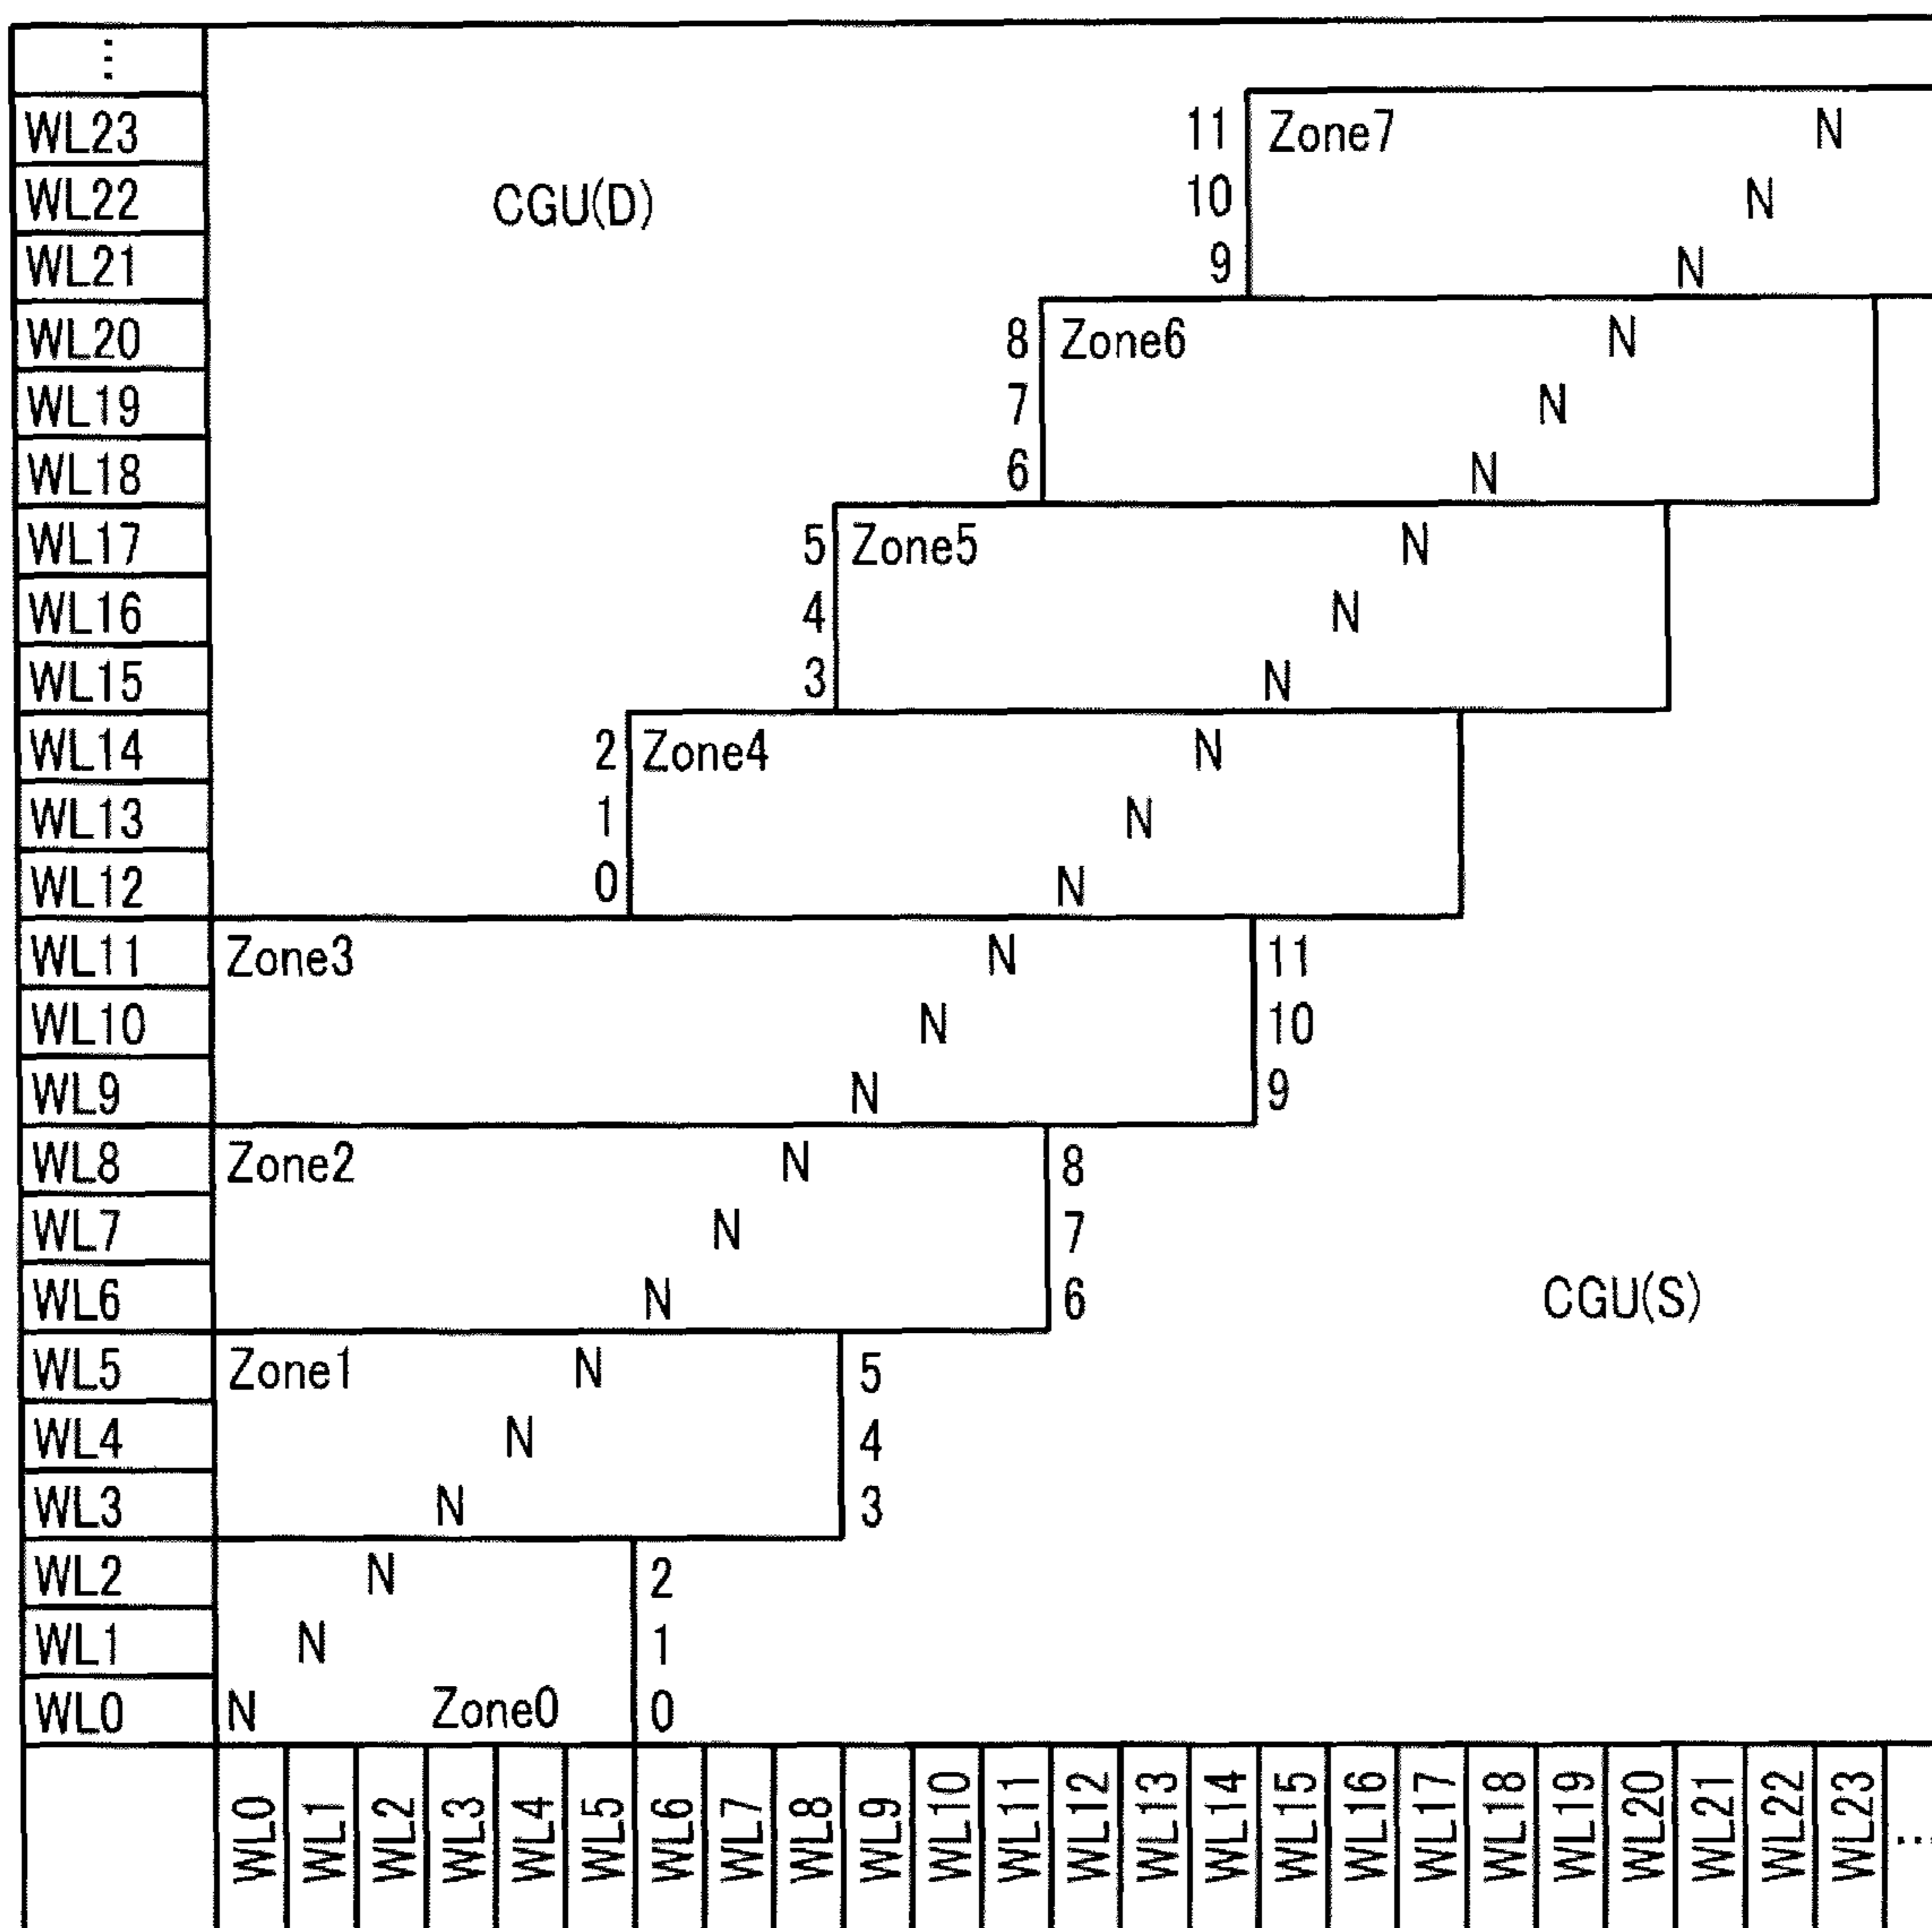 ⋮
WL23 11 Zone7 N
WL22 CGU(D) 10 N
WL21 9 N
WL20 8 Zone6 N
WL19 7 N
WL18 6 N
WL17 5 Zone5 N
WL16 4 N
WL15 3 N
WL14 2 Zone4 N
WL13 1 N
WL12 0 N
WL11 Zone3 N 11
WL10 N 10
WL9 N 9
WL8 Zone2 N 8
WL7 N 7
WL6 N 6 CGU(S)
WL5 Zone1 N 5
WL4 N 4
WL3 N 3
WL2 N 2
WL1 N 1
WL0 N Zone0 0
WL0 WL1 WL2 WL3 WL4 WL5 WL6 WL7 WL8 WL9 WL10 WL11 WL12 WL13 WL14 WL15 WL16 WL17 WL18 WL19 WL20 WL21 WL22 WL23 ...